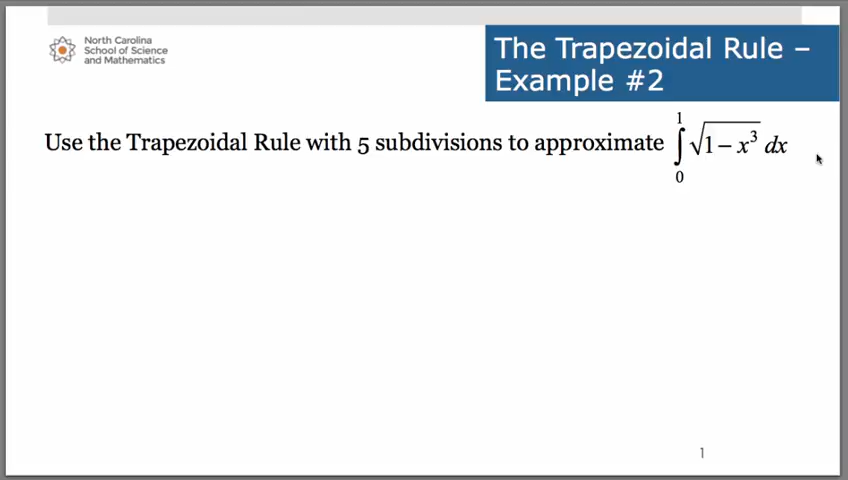 North Carolina
School of Science
and Mathematics
The Trapezoidal Rule –
Example #2
Use the Trapezoidal Rule with 5 subdivisions to approximate ∫₀¹ √(1 − x³) dx
1